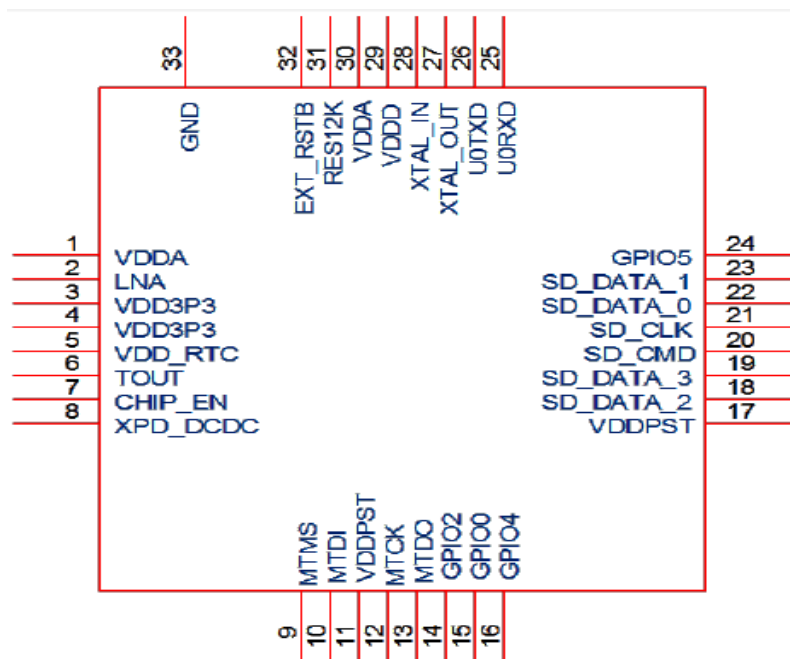 33
32
31
30
29
28
27
26
25
GND
EXT_RSTB
RES12K
VDDA
VDDD
XTAL_IN
XTAL_OUT
U0TXD
U0RXD
1 VDDA
2 LNA
3 VDD3P3
4 VDD3P3
5 VDD_RTC
6 TOUT
7 CHIP_EN
8 XPD_DCDC
GPIO5 24
SD_DATA_1 23
SD_DATA_0 22
SD_CLK 21
SD_CMD 20
SD_DATA_3 19
SD_DATA_2 18
VDDPST 17
MTMS
MTDI
VDDPST
MTCK
MTDO
GPIO2
GPIO0
GPIO4
9
10
11
12
13
14
15
16